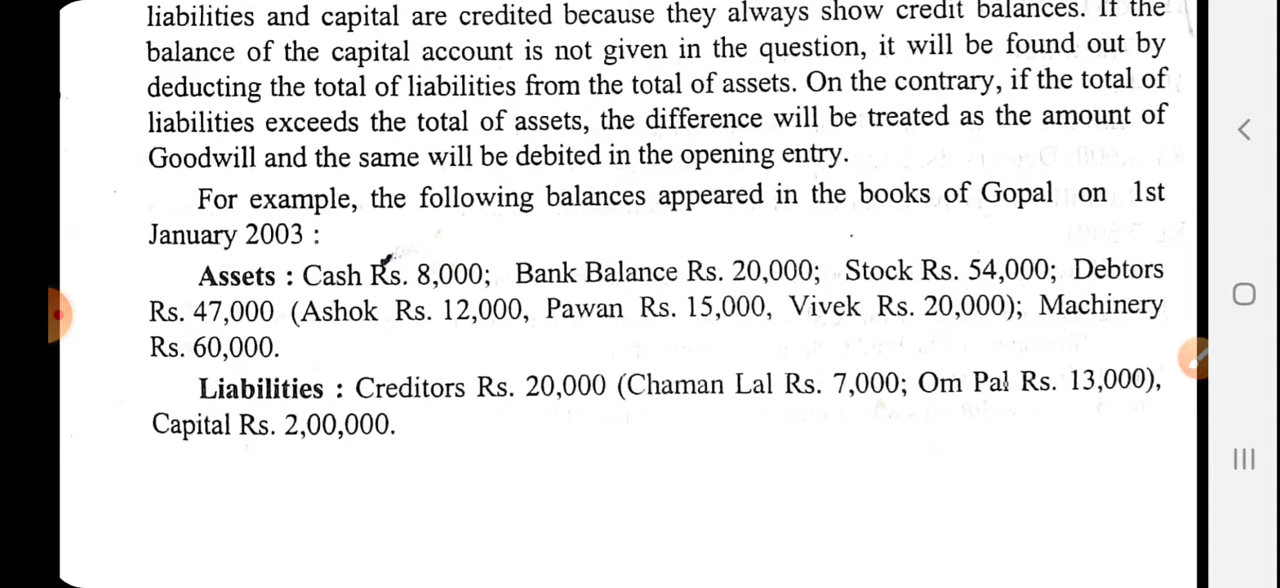 liabilities and capital are credited because they always show credit balances. If the
balance of the capital account is not given in the question, it will be found out by
deducting the total of liabilities from the total of assets. On the contrary, if the total of
liabilities exceeds the total of assets, the difference will be treated as the amount of
Goodwill and the same will be debited in the opening entry.
For example, the following balances appeared in the books of Gopal on 1st
January 2003 :
Assets : Cash Rs. 8,000; Bank Balance Rs. 20,000; Stock Rs. 54,000; Debtors
Rs. 47,000 (Ashok Rs. 12,000, Pawan Rs. 15,000, Vivek Rs. 20,000); Machinery
Rs. 60,000.
Liabilities : Creditors Rs. 20,000 (Chaman Lal Rs. 7,000; Om Pal Rs. 13,000),
Capital Rs. 2,00,000.